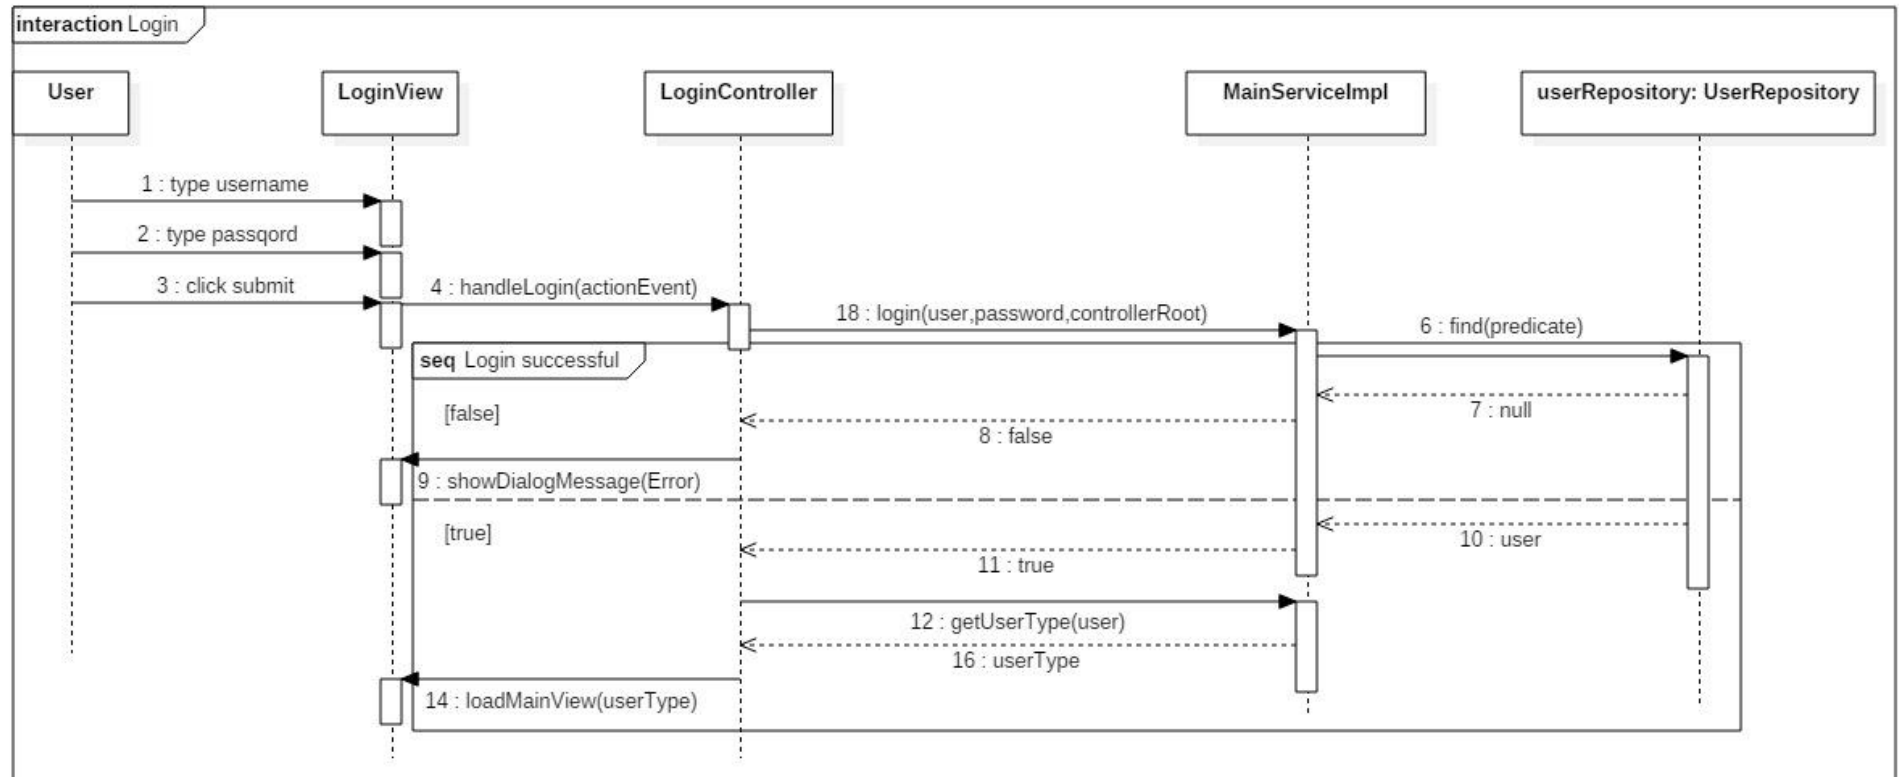 interaction Login
User
LoginView
LoginController
MainServiceImpl
userRepository: UserRepository
1 : type username
2 : type passqord
3 : click submit
4 : handleLogin(actionEvent)
18 : login(user,password,controllerRoot)
6 : find(predicate)
seq Login successful
[false]
7 : null
8 : false
9 : showDialogMessage(Error)
[true]
10 : user
11 : true
12 : getUserType(user)
16 : userType
14 : loadMainView(userType)